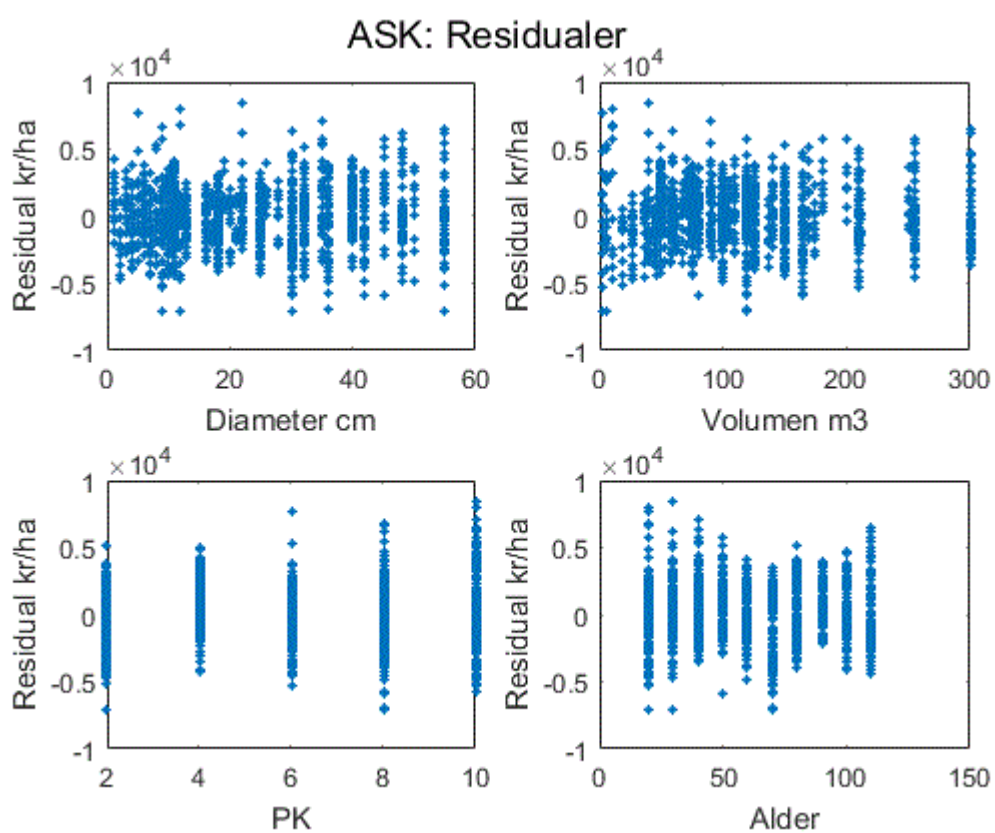 ASK: Residualer
×10^4
1
0.5
0
-0.5
-1
Residual kr/ha
0 20 40 60
Diameter cm
×10^4
1
0.5
0
-0.5
-1
Residual kr/ha
0 100 200 300
Volumen m3
×10^4
1
0.5
0
-0.5
-1
Residual kr/ha
2 4 6 8 10
PK
×10^4
1
0.5
0
-0.5
-1
Residual kr/ha
0 50 100 150
Alder